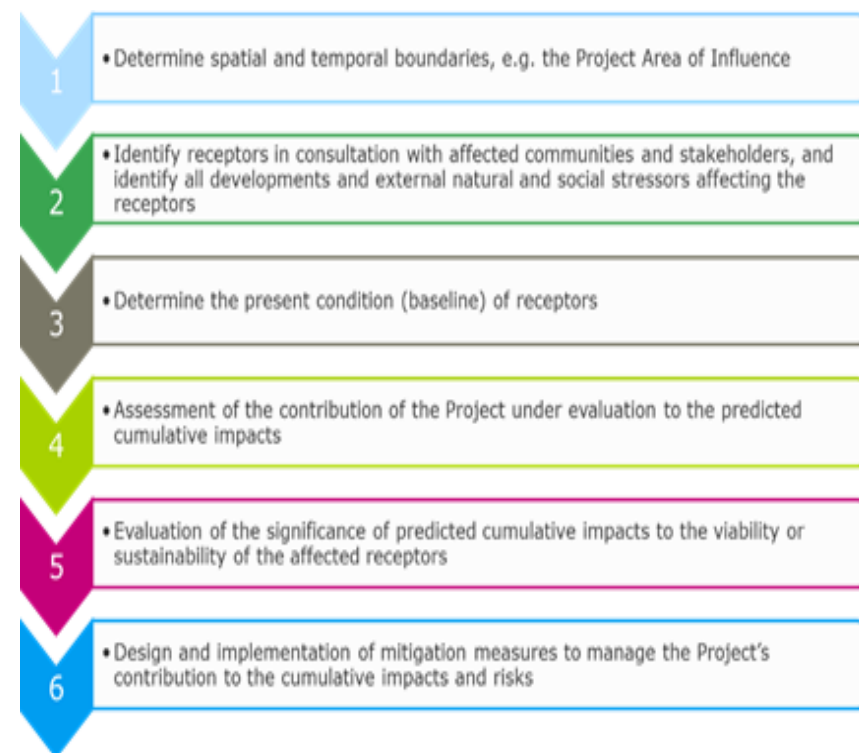 1
• Determine spatial and temporal boundaries, e.g. the Project Area of Influence
2
• Identify receptors in consultation with affected communities and stakeholders, and
identify all developments and external natural and social stressors affecting the
receptors
3
• Determine the present condition (baseline) of receptors
4
• Assessment of the contribution of the Project under evaluation to the predicted
cumulative impacts
5
• Evaluation of the significance of predicted cumulative impacts to the viability or
sustainability of the affected receptors
6
• Design and implementation of mitigation measures to manage the Project's
contribution to the cumulative impacts and risks